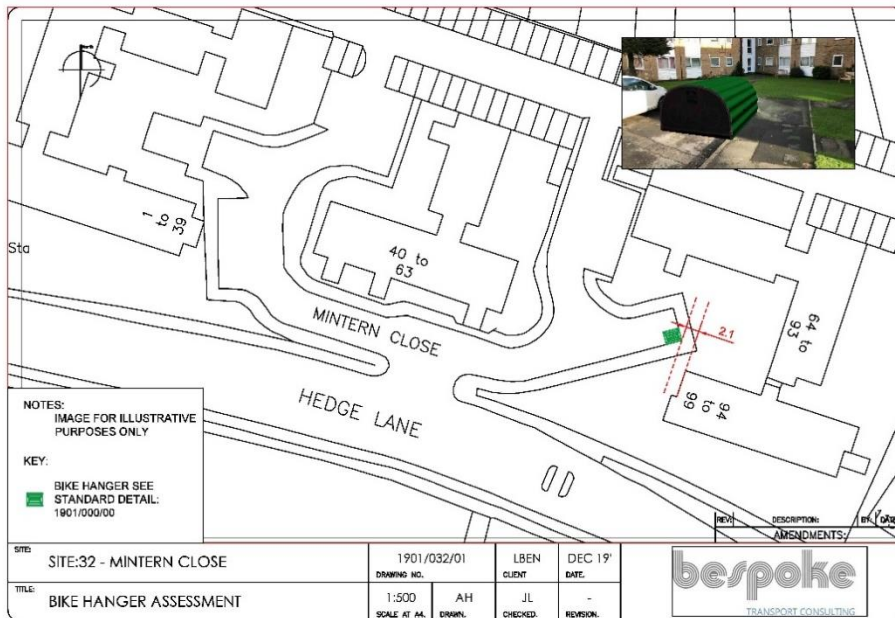 1
to
39
Sta
40 to
63
MINTERN CLOSE
HEDGE LANE
2.1
64 to
93
94
to
99
NOTES:
IMAGE FOR ILLUSTRATIVE
PURPOSES ONLY
KEY:
BIKE HANGER SEE
STANDARD DETAIL:
1901/000/00
REV:
DESCRIPTION:
BY:
DATE
AMENDMENTS:
SITE:
SITE:32 - MINTERN CLOSE
TITLE:
BIKE HANGER ASSESSMENT
1901/032/01
DRAWING NO.
LBEN
CLIENT
DEC 19'
DATE.
1:500
SCALE AT A4.
AH
DRAWN.
JL
CHECKED.
-
REVISION.
bespoke
TRANSPORT CONSULTING